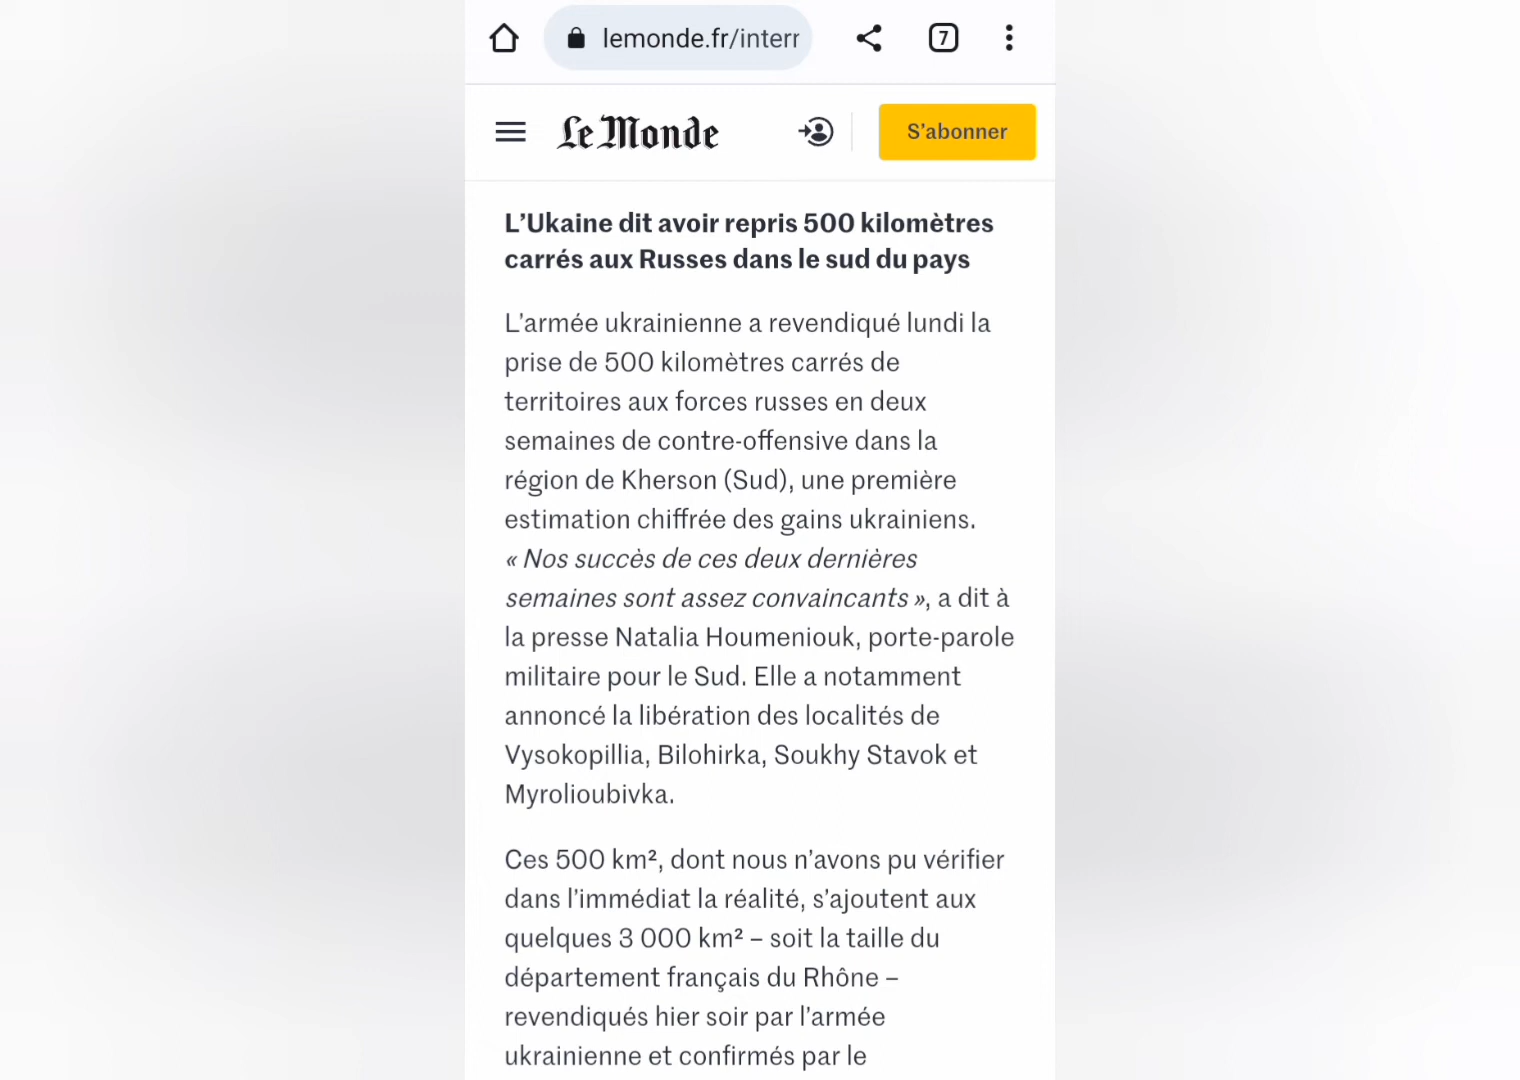 lemonde.fr/interr
7
Le Monde
S’abonner
L’Ukaine dit avoir repris 500 kilomètres
carrés aux Russes dans le sud du pays
L’armée ukrainienne a revendiqué lundi la
prise de 500 kilomètres carrés de
territoires aux forces russes en deux
semaines de contre-offensive dans la
région de Kherson (Sud), une première
estimation chiffrée des gains ukrainiens.
« Nos succès de ces deux dernières
semaines sont assez convaincants », a dit à
la presse Natalia Houmeniouk, porte-parole
militaire pour le Sud. Elle a notamment
annoncé la libération des localités de
Vysokopillia, Bilohirka, Soukhy Stavok et
Myrolioubivka.
Ces 500 km², dont nous n’avons pu vérifier
dans l’immédiat la réalité, s’ajoutent aux
quelques 3 000 km² – soit la taille du
département français du Rhône –
revendiqués hier soir par l’armée
ukrainienne et confirmés par le